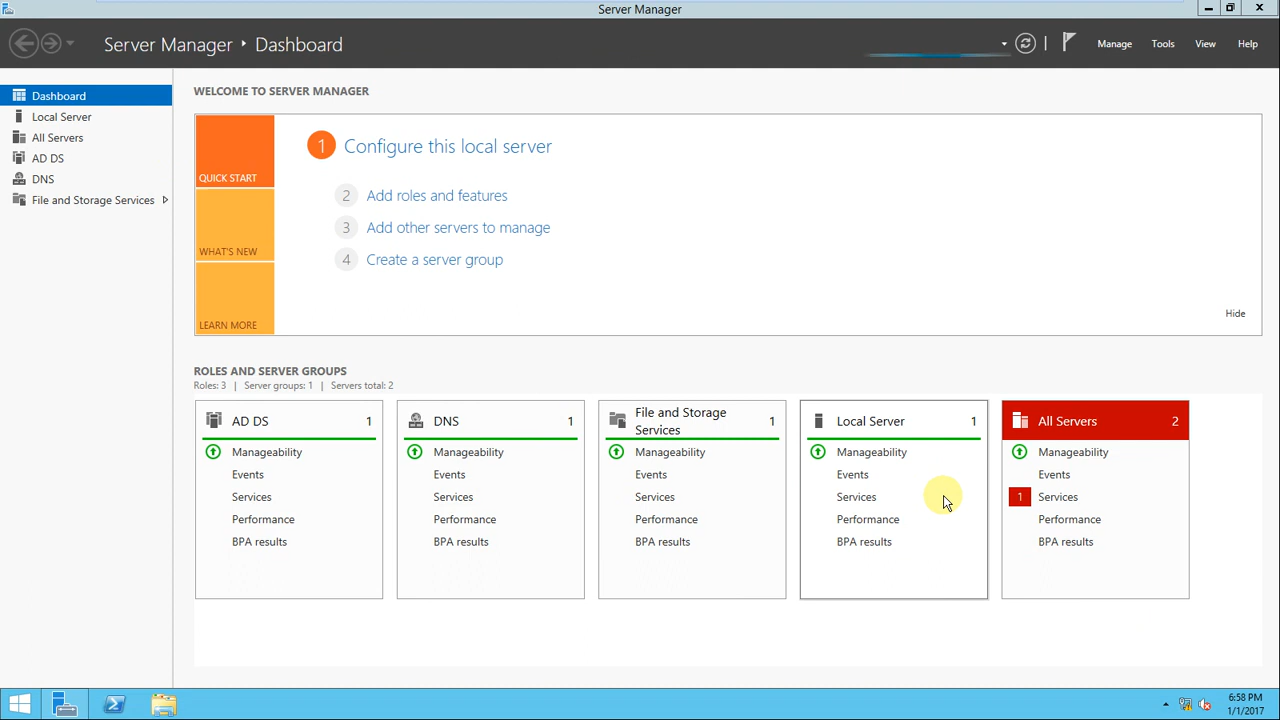 Server Manager
Server Manager ‣ Dashboard
Manage Tools View Help
Dashboard
Local Server
All Servers
AD DS
DNS
File and Storage Services
WELCOME TO SERVER MANAGER
QUICK START
WHAT'S NEW
LEARN MORE
1 Configure this local server
2 Add roles and features
3 Add other servers to manage
4 Create a server group
Hide
ROLES AND SERVER GROUPS
Roles: 3 | Server groups: 1 | Servers total: 2
AD DS 1
Manageability
Events
Services
Performance
BPA results
DNS 1
Manageability
Events
Services
Performance
BPA results
File and Storage
Services 1
Manageability
Events
Services
Performance
BPA results
Local Server 1
Manageability
Events
Services
Performance
BPA results
All Servers 2
Manageability
Events
1 Services
Performance
BPA results
6:58 PM
1/1/2017